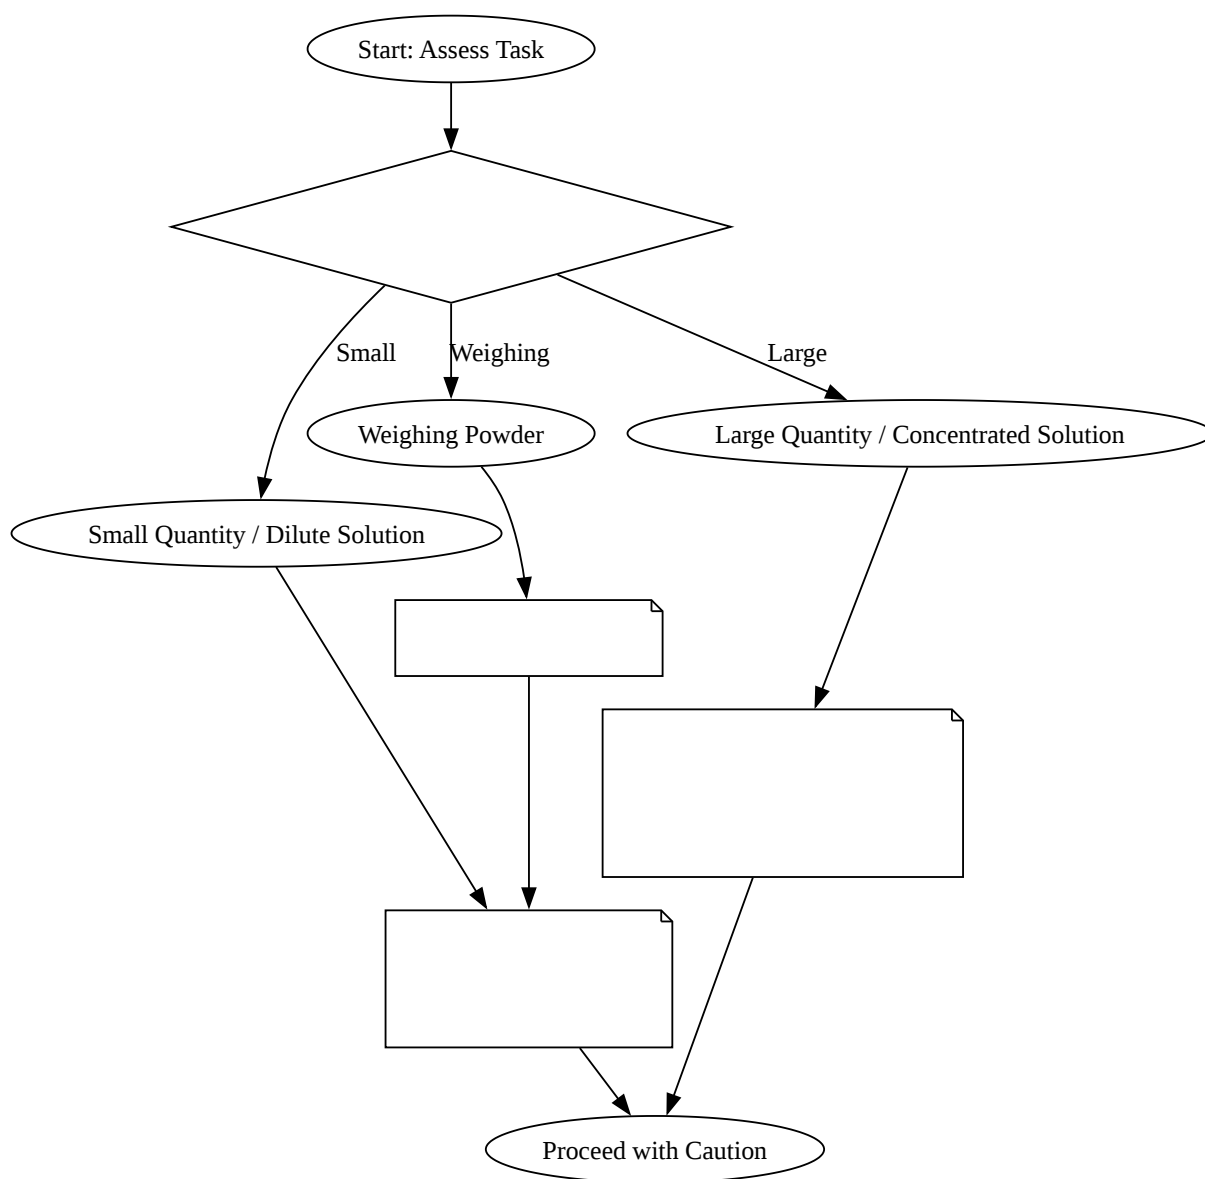 Start: Assess Task
Small
Weighing
Large
Weighing Powder
Large Quantity / Concentrated Solution
Small Quantity / Dilute Solution
Proceed with Caution